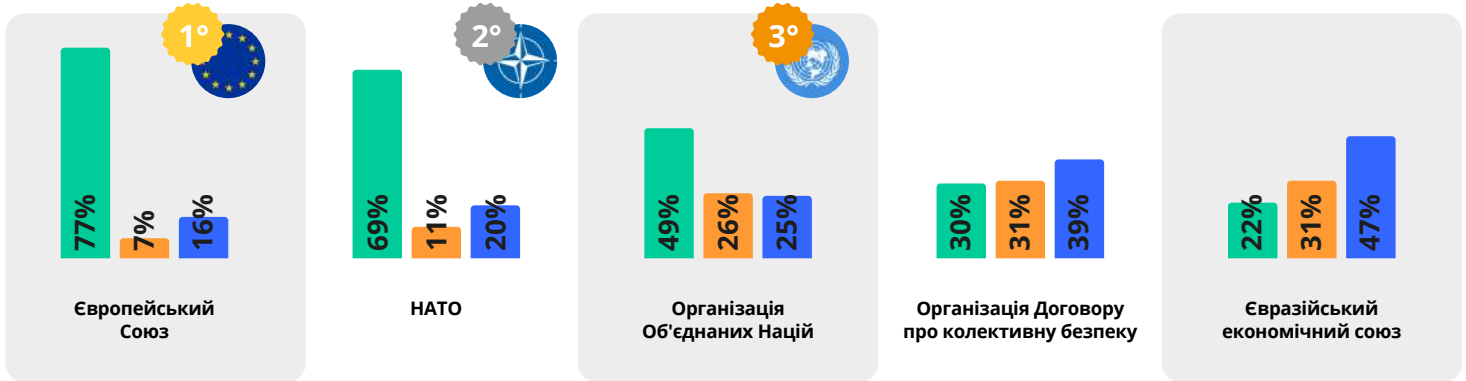 1°
77%
7%
16%
Європейський
Союз
2°
69%
11%
20%
НАТО
3°
49%
26%
25%
Організація
Об'єднаних Націй
30%
31%
39%
Організація Договору
про колективну безпеку
22%
31%
47%
Євразійський
економічний союз